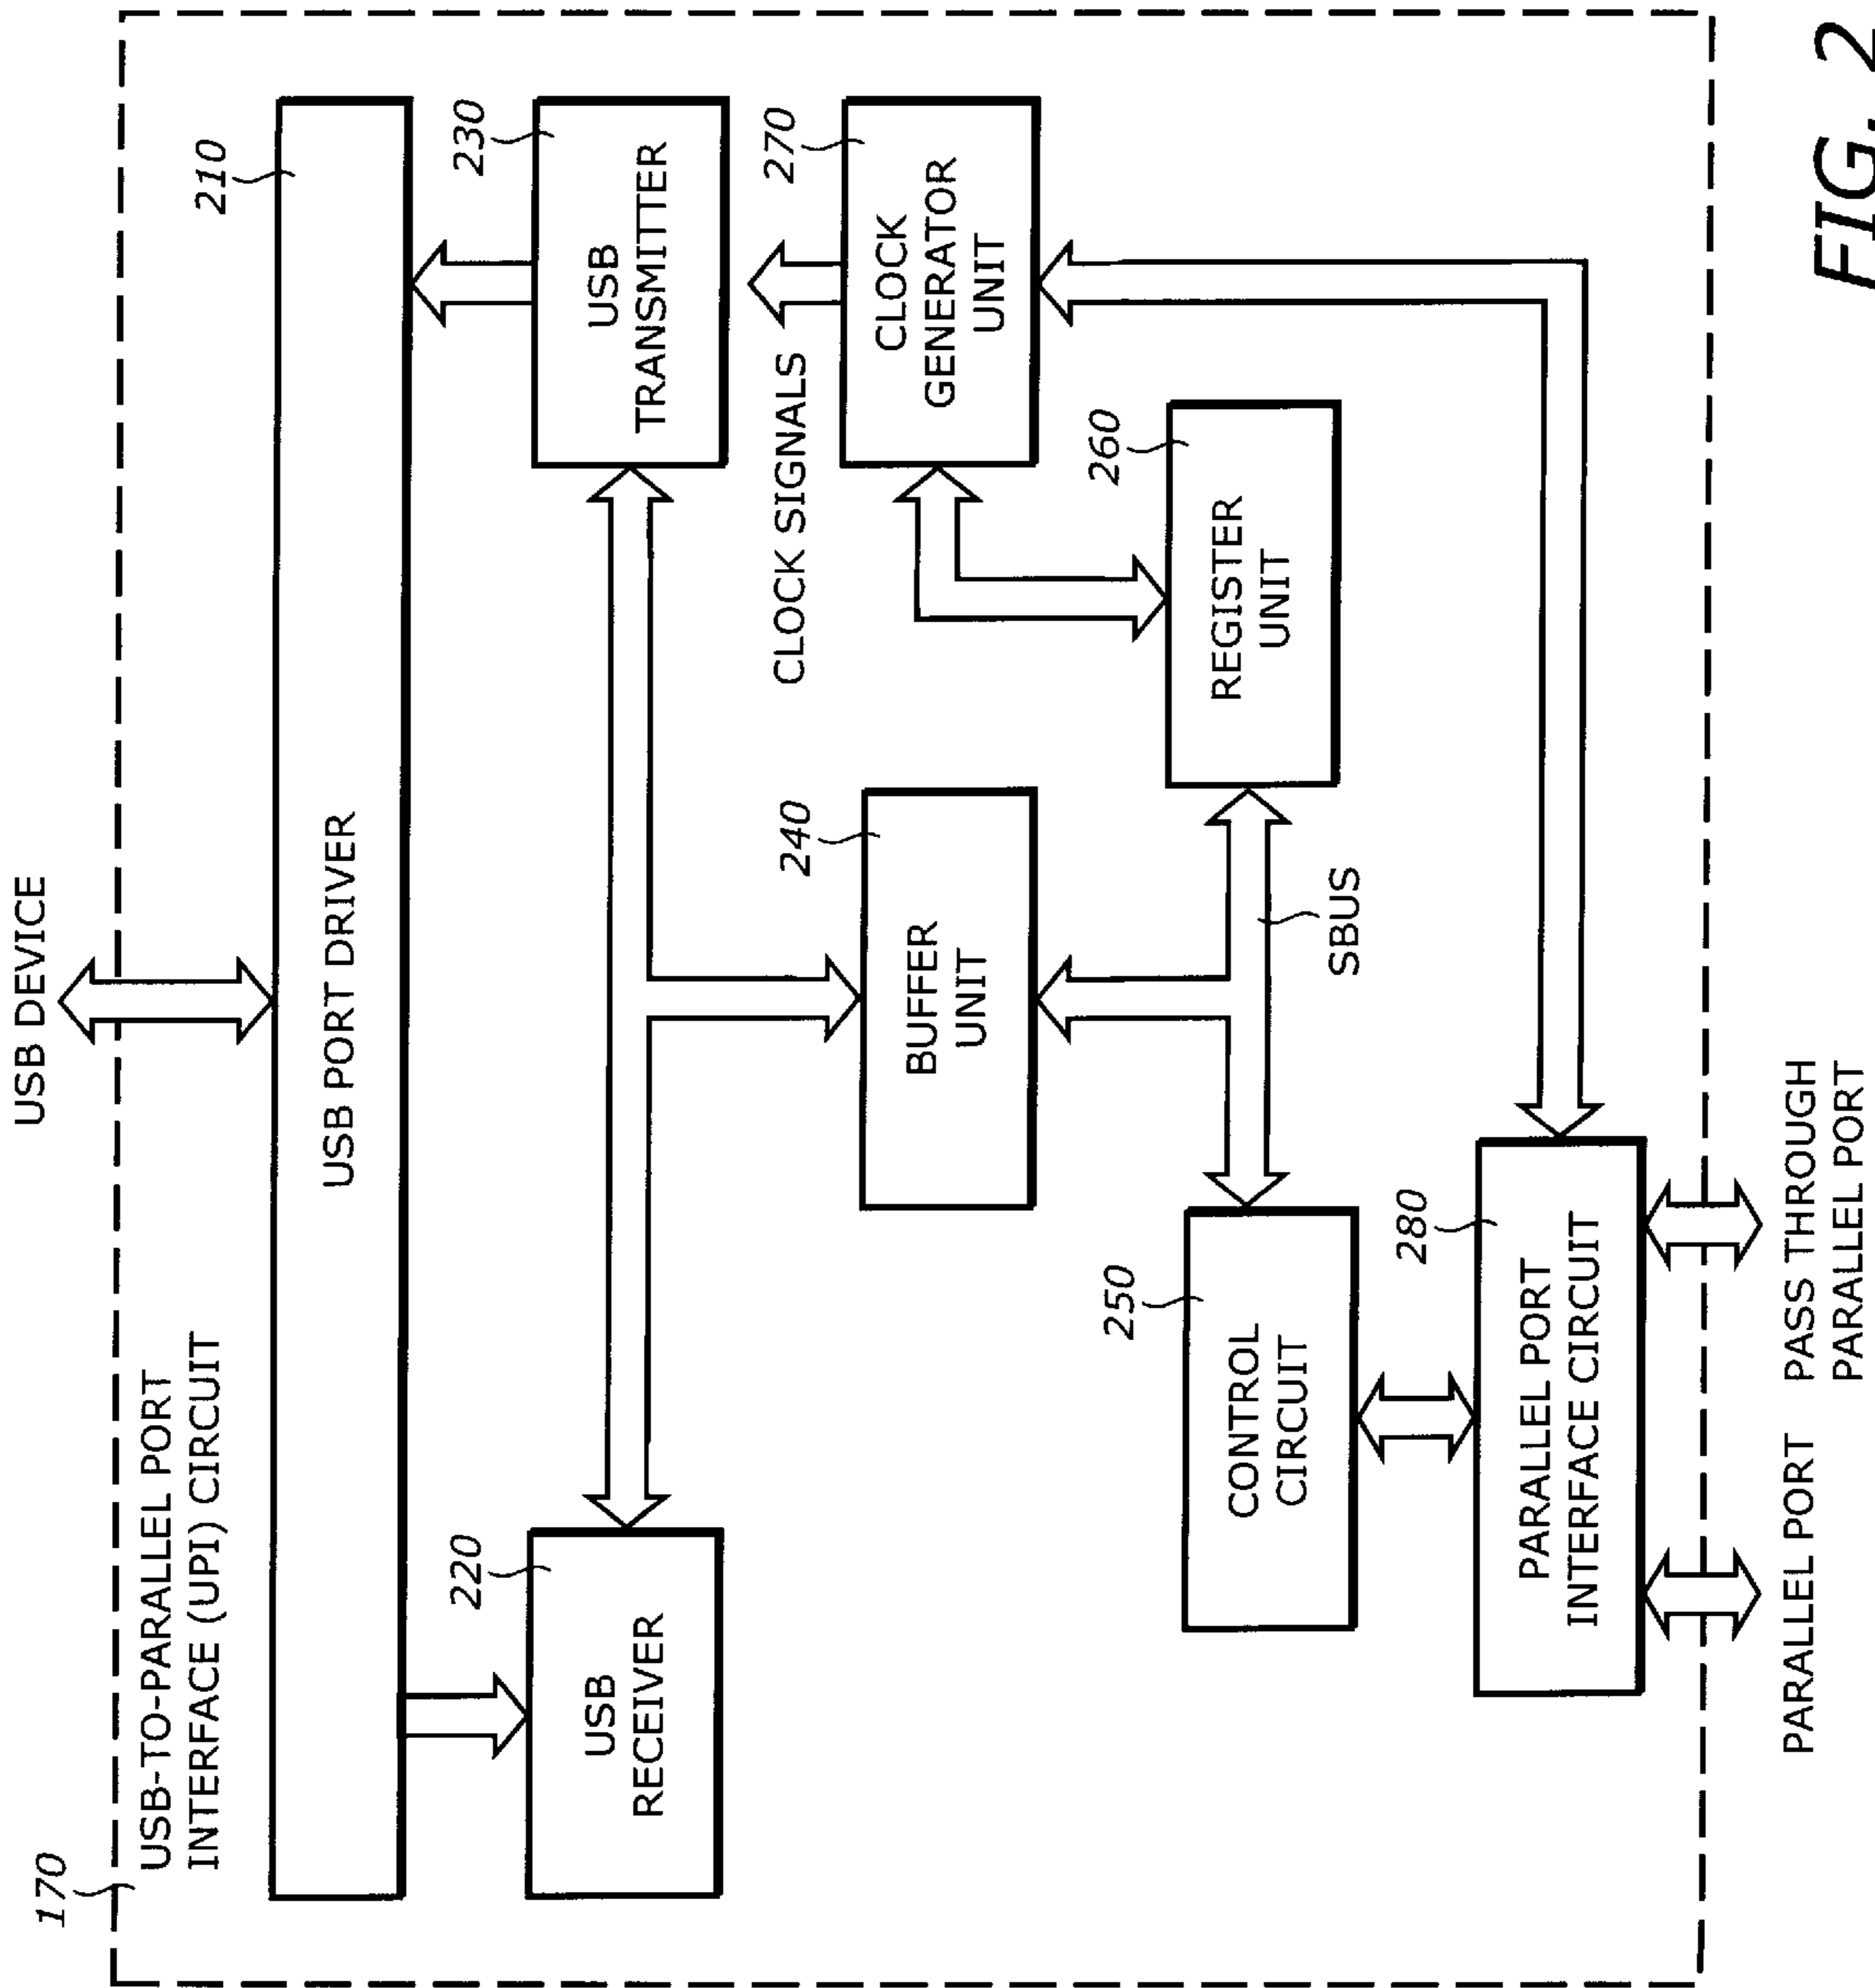 USB DEVICE
170
USB-TO-PARALLEL PORT
INTERFACE (UPI) CIRCUIT
210
USB PORT DRIVER
220
USB
RECEIVER
230
USB
TRANSMITTER
CLOCK SIGNALS
240
BUFFER
UNIT
270
CLOCK
GENERATOR
UNIT
250
CONTROL
CIRCUIT
SBUS
260
REGISTER
UNIT
280
PARALLEL PORT
INTERFACE CIRCUIT
PARALLEL PORT
PASS THROUGH
PARALLEL PORT
FIG. 2